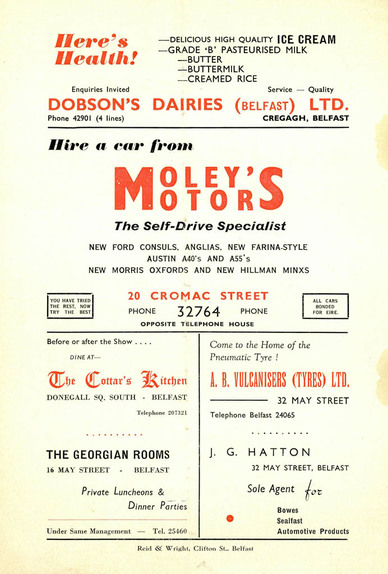 Here's
Health!
—DELICIOUS HIGH QUALITY ICE CREAM
—GRADE 'B' PASTEURISED MILK
—BUTTER
—BUTTERMILK
—CREAMED RICE
Enquiries Invited
Service — Quality
DOBSON'S DAIRIES (BELFAST) LTD.
Phone 42901 (4 lines)
CREGAGH, BELFAST
Hire a car from
MOLEY'S
MOTORS
The Self-Drive Specialist
NEW FORD CONSULS, ANGLIAS, NEW FARINA-STYLE
AUSTIN A40's AND A55's
NEW MORRIS OXFORDS AND NEW HILLMAN MINXS
YOU HAVE TRIED
THE REST, NOW
TRY THE BEST
20 CROMAC STREET
PHONE 32764 PHONE
OPPOSITE TELEPHONE HOUSE
ALL CARS
BONDED
FOR EIRE.
Before or after the Show . . . .
DINE AT—
The Cottar's Kitchen
DONEGALL SQ. SOUTH - BELFAST
Telephone 207321
THE GEORGIAN ROOMS
16 MAY STREET - BELFAST
Private Luncheons &
Dinner Parties
Under Same Management — Tel. 25460
Come to the Home of the
Pneumatic Tyre !
A. B. VULCANISERS (TYRES) LTD.
32 MAY STREET
Telephone Belfast 24065
J. G. HATTON
32 MAY STREET, BELFAST
Sole Agent for
Bowes
Sealfast
Automotive Products
Reid & Wright, Clifton St., Belfast